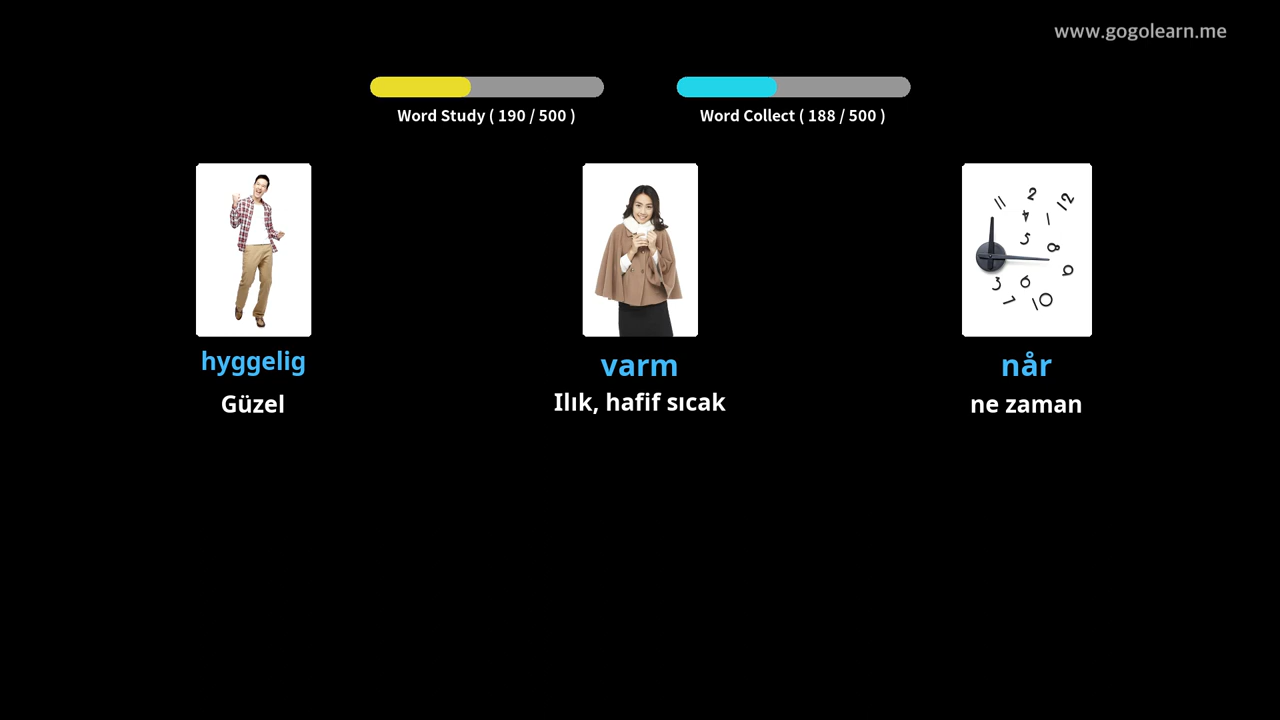 www.gogolearn.me
Word Study ( 190 / 500 )
Word Collect ( 188 / 500 )
hyggelig
Güzel
varm
Ilık, hafif sıcak
når
ne zaman